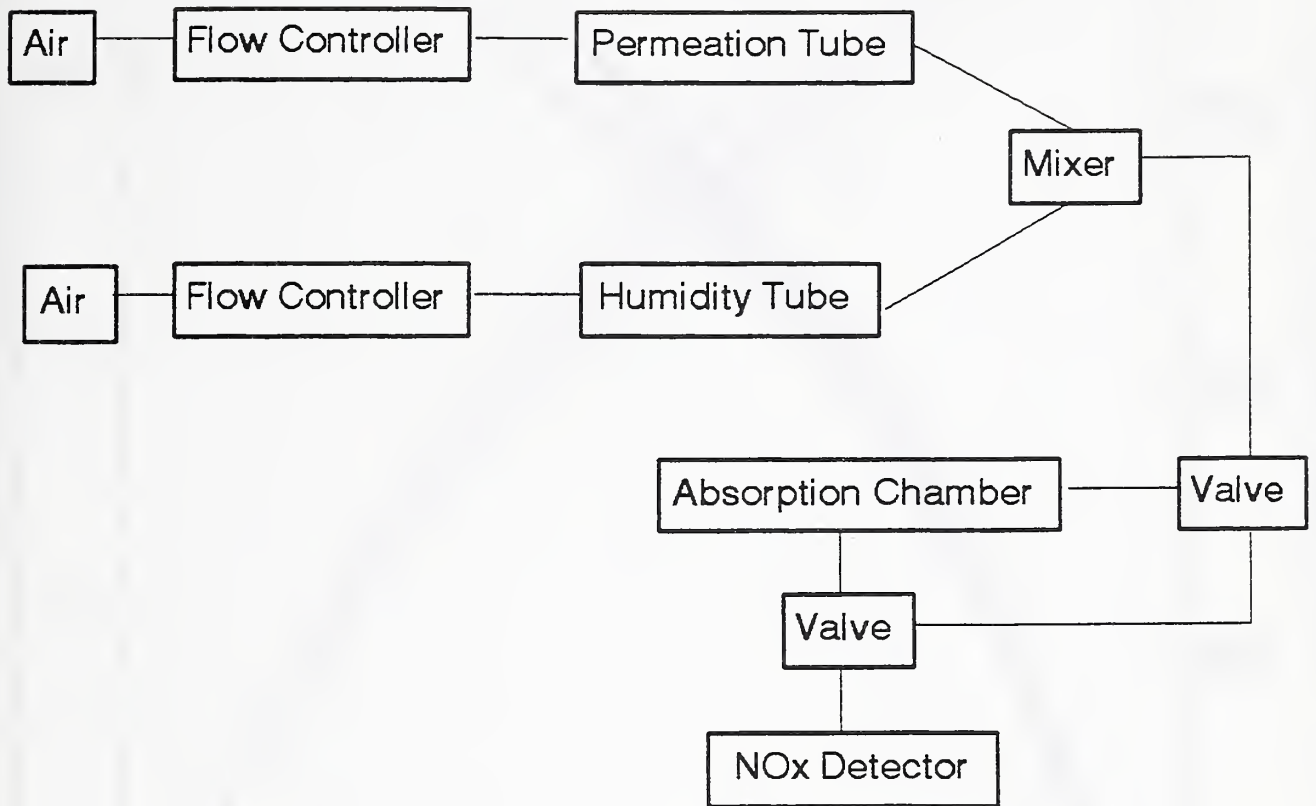 Air
Flow Controller
Permeation Tube
Mixer
Air
Flow Controller
Humidity Tube
Absorption Chamber
Valve
Valve
NOx Detector